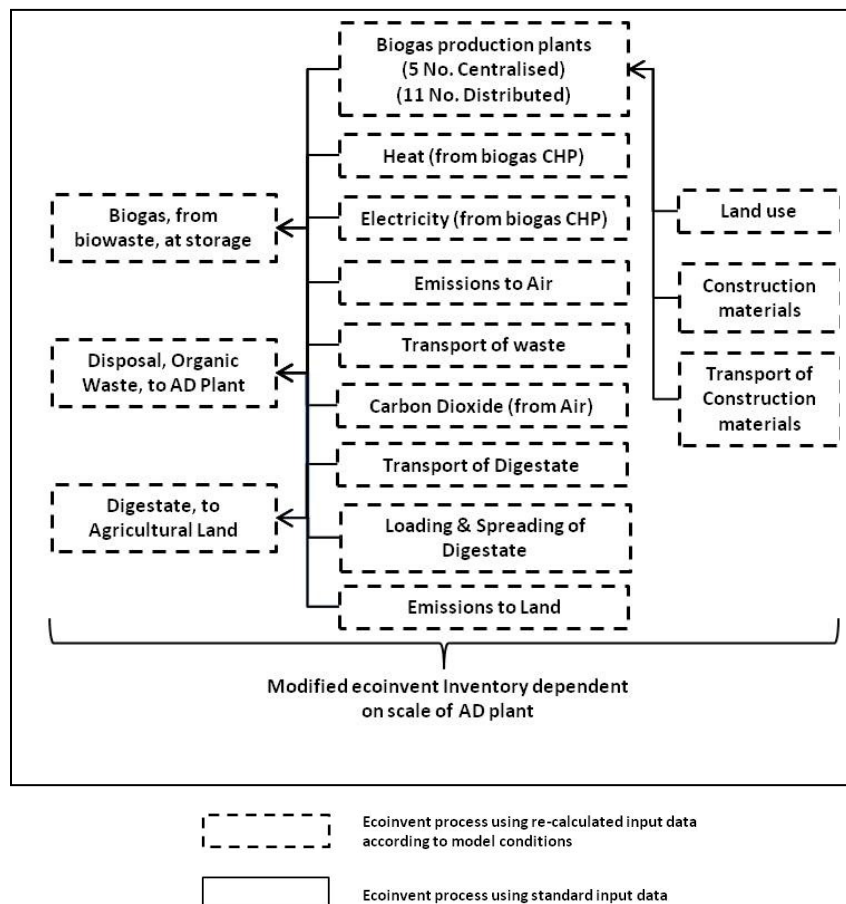 Biogas production plants
(5 No. Centralised)
(11 No. Distributed)
Heat (from biogas CHP)
Electricity (from biogas CHP)
Emissions to Air
Transport of waste
Carbon Dioxide (from Air)
Transport of Digestate
Loading & Spreading of
Digestate
Emissions to Land
Biogas, from
biowaste, at storage
Disposal, Organic
Waste, to AD Plant
Digestate, to
Agricultural Land
Land use
Construction
materials
Transport of
Construction
materials
Modified ecoinvent Inventory dependent
on scale of AD plant
Ecoinvent process using re-calculated input data
according to model conditions
Ecoinvent process using standard input data